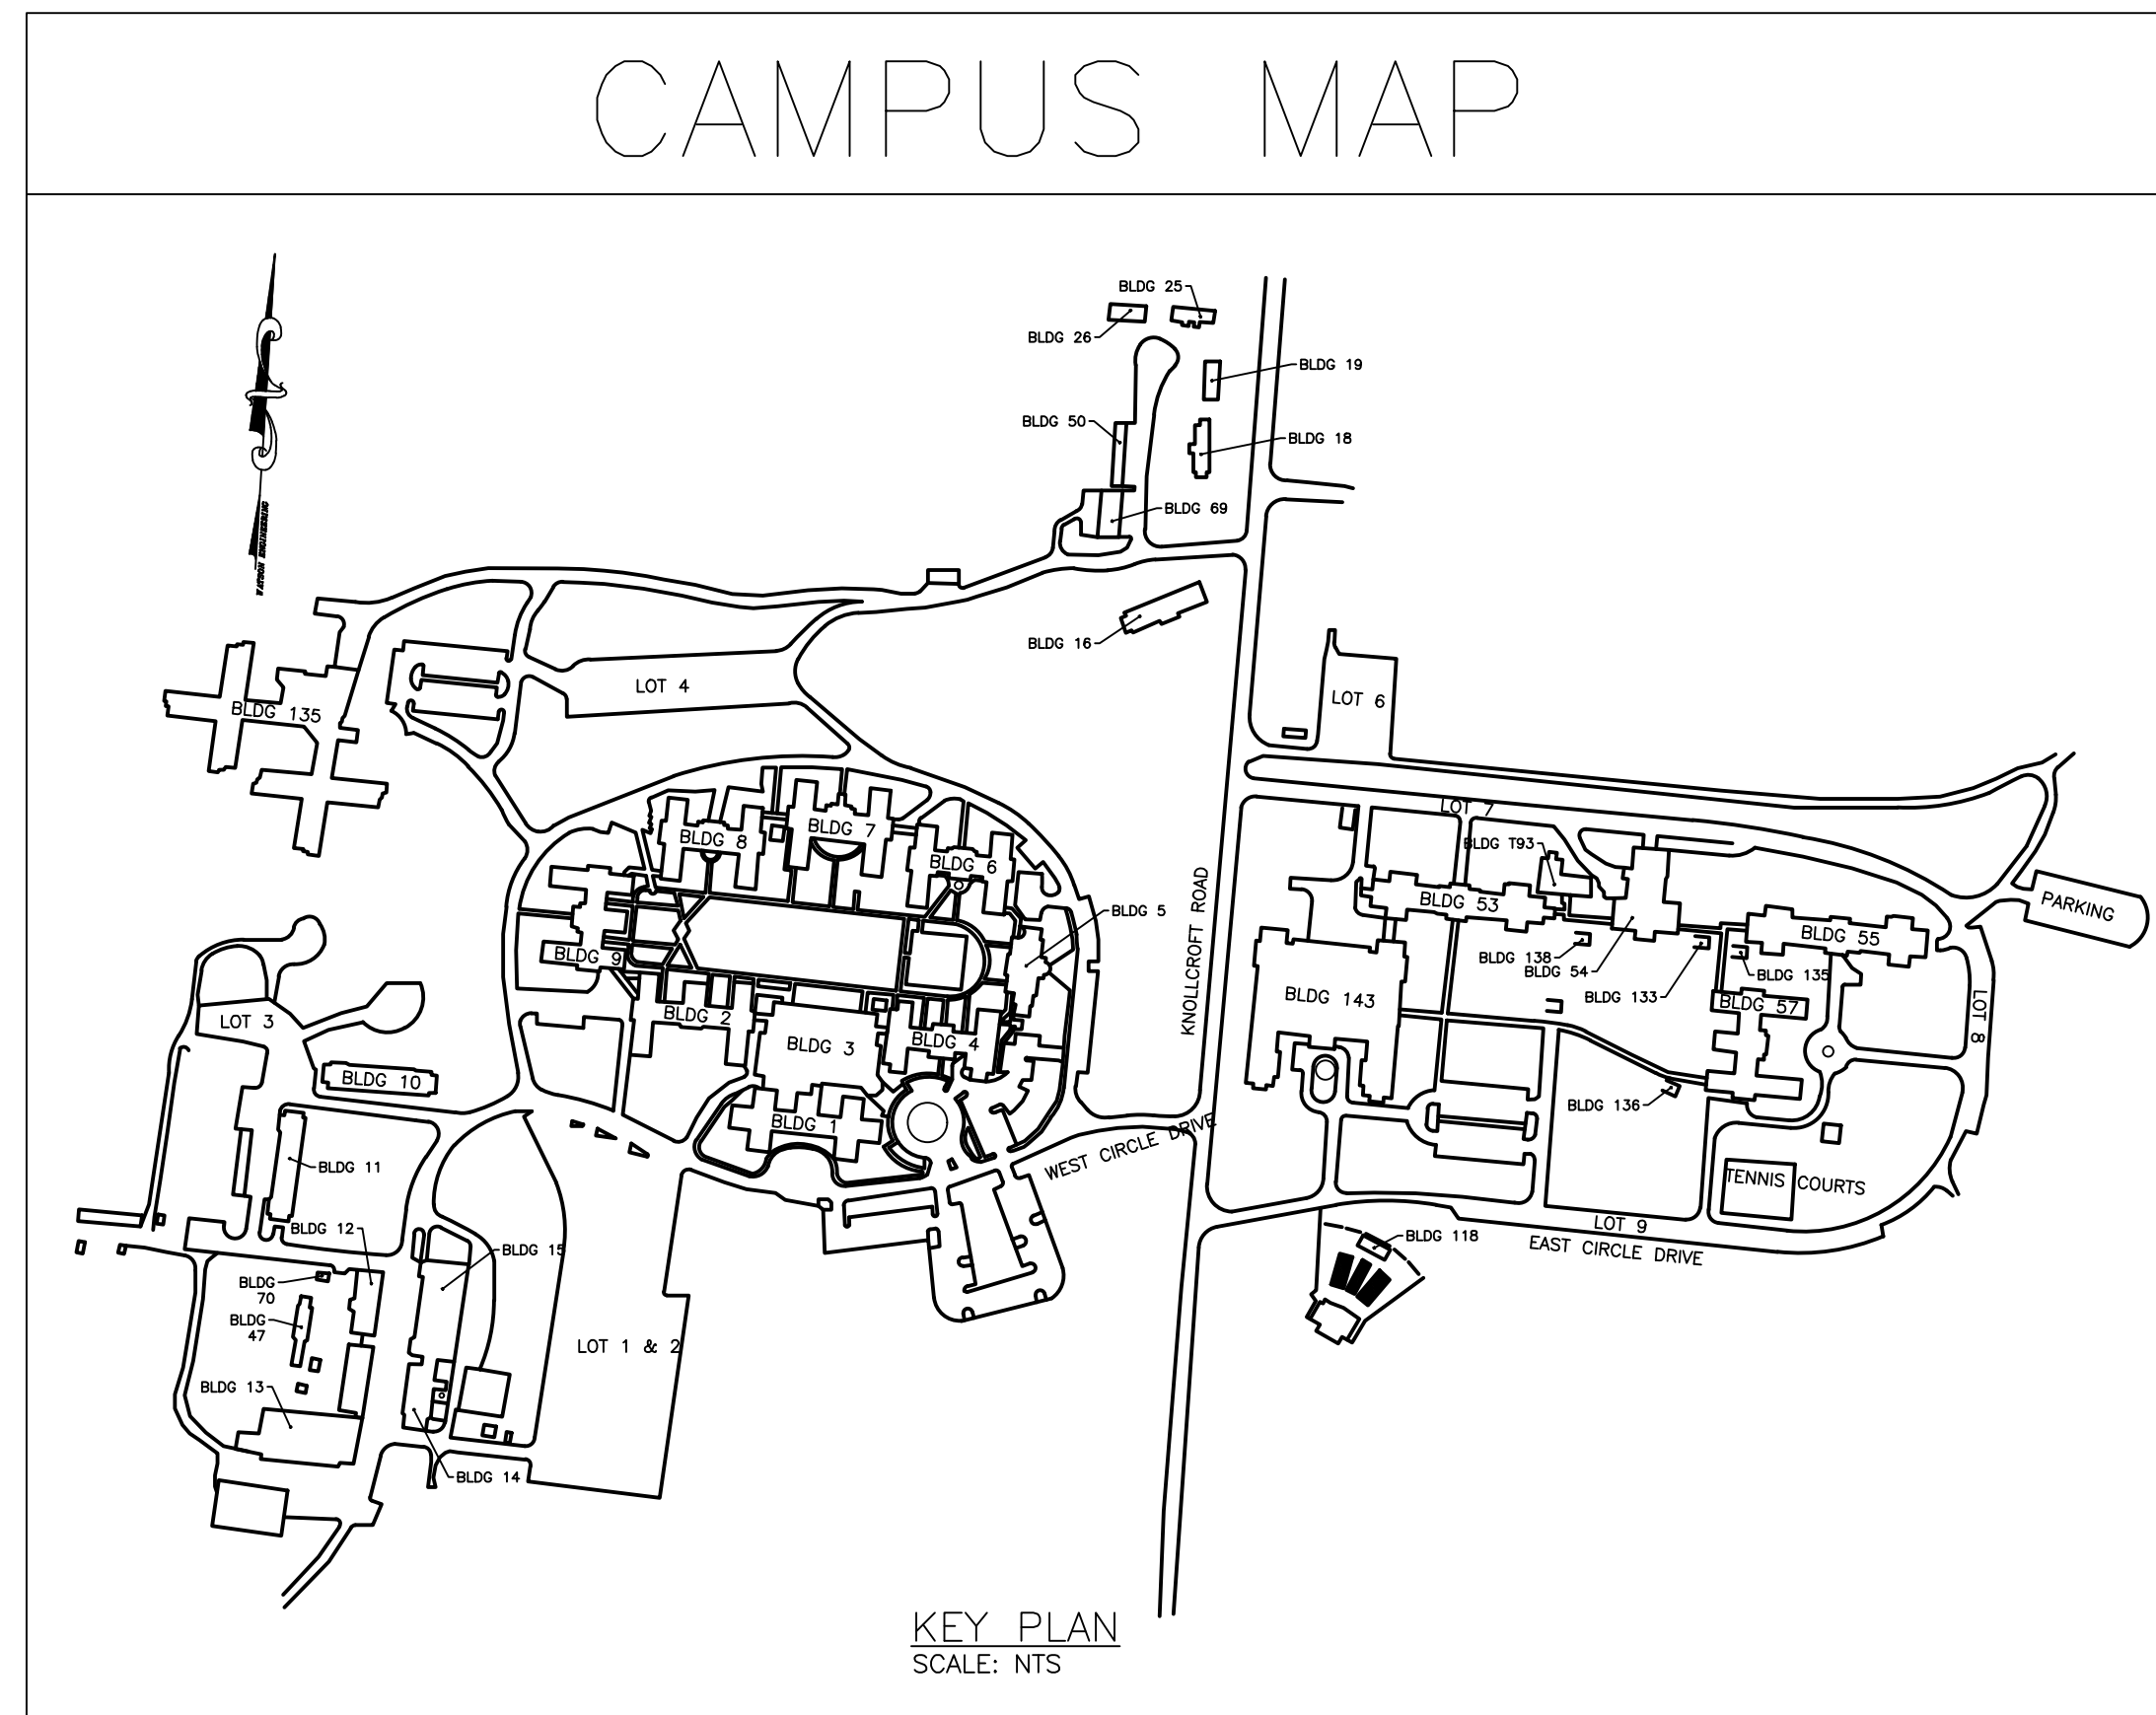 CAMPUS MAP
BLDG 25
BLDG 26
BLDG 19
BLDG 50
BLDG 18
BLDG 69
BLDG 16
LOT 4
LOT 6
BLDG 135
LOT 7
BLDG 8
BLDG 7
BLDG 6
BLDG T93
BLDG 53
BLDG 5
PARKING
KNOLLCROFT ROAD
BLDG 9
BLDG 138
BLDG 54
BLDG 55
BLDG 133
BLDG 135
BLDG 143
BLDG 57
LOT 8
LOT 3
BLDG 2
BLDG 3
BLDG 4
BLDG 10
BLDG 1
BLDG 136
WEST CIRCLE DRIVE
BLDG 11
TENNIS COURTS
BLDG 12
BLDG 15
LOT 9
EAST CIRCLE DRIVE
BLDG 118
BLDG
70
BLDG
47
LOT 1 & 2
BLDG 13
BLDG 14
KEY PLAN
SCALE: NTS